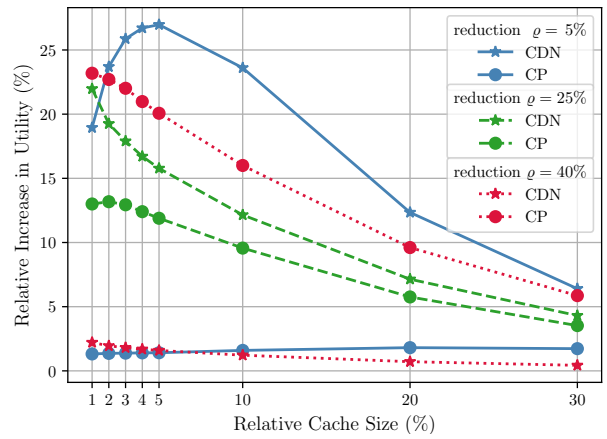 reduction ϱ = 5%
CDN
CP
reduction ϱ = 25%
CDN
CP
reduction ϱ = 40%
CDN
CP
Relative Increase in Utility (%)
25
20
15
10
5
0
1 2 3 4 5 10 20 30
Relative Cache Size (%)